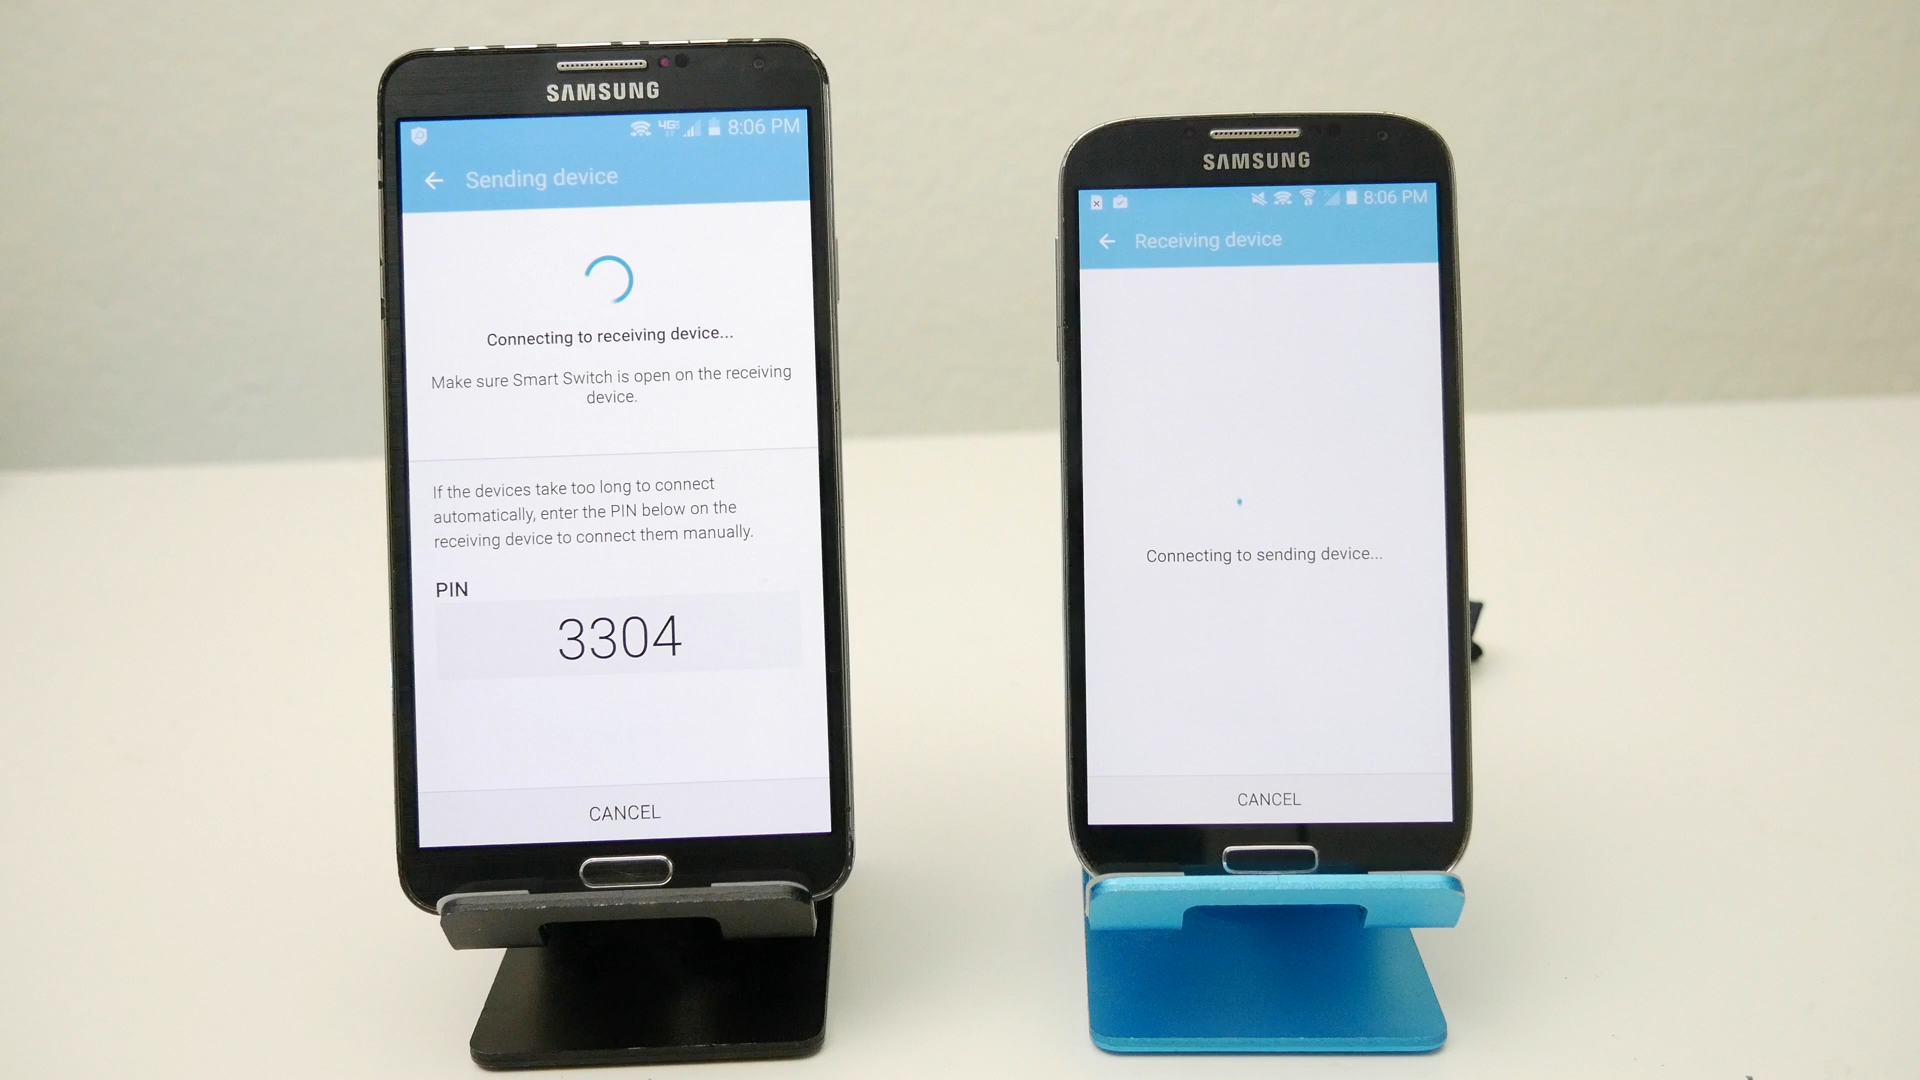 SAMSUNG
4G
8:06 PM
Sending device
Connecting to receiving device...
Make sure Smart Switch is open on the receiving
device.
If the devices take too long to connect
automatically, enter the PIN below on the
receiving device to connect them manually.
PIN
3304
CANCEL
SAMSUNG
8:06 PM
Receiving device
Connecting to sending device...
CANCEL